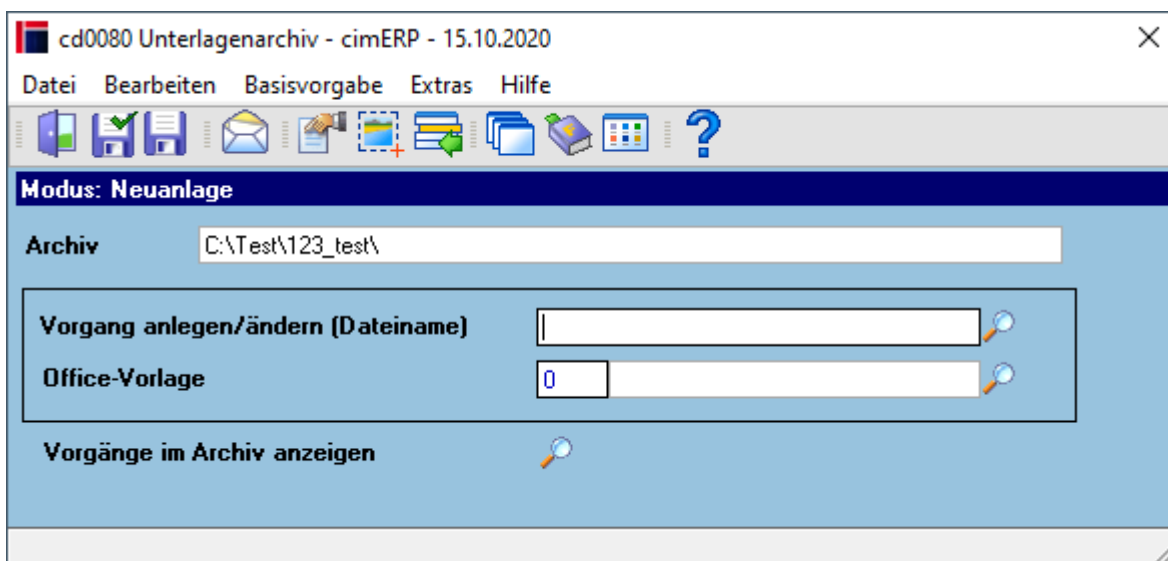 cd0080 Unterlagenarchiv - cimERP - 15.10.2020
Datei Bearbeiten Basisvorgabe Extras Hilfe
Modus: Neuanlage
Archiv C:\Test\123_test\
Vorgang anlegen/ändern (Dateiname)
Office-Vorlage 0
Vorgänge im Archiv anzeigen